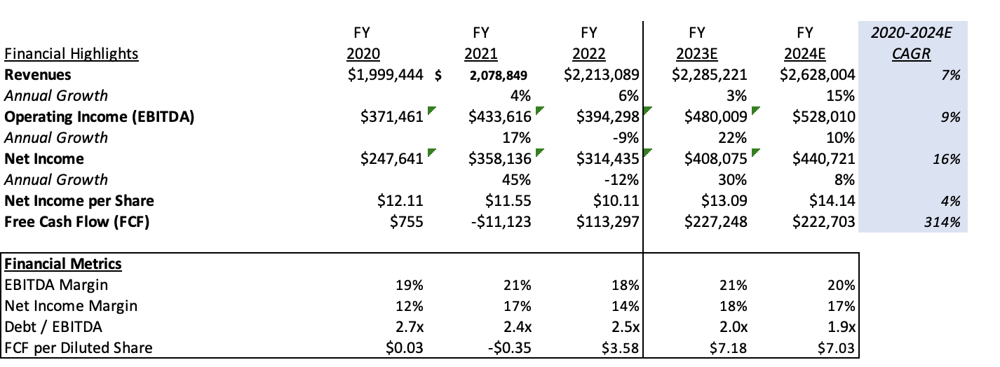 FY FY FY FY FY 2020-2024E
Financial Highlights 2020 2021 2022 2023E 2024E CAGR
Revenues $1,999,444 $ 2,078,849 $2,213,089 $2,285,221 $2,628,004 7%
Annual Growth 4% 6% 3% 15%
Operating Income (EBITDA) $371,461 $433,616 $394,298 $480,009 $528,010 9%
Annual Growth 17% -9% 22% 10%
Net Income $247,641 $358,136 $314,435 $408,075 $440,721 16%
Annual Growth 45% -12% 30% 8%
Net Income per Share $12.11 $11.55 $10.11 $13.09 $14.14 4%
Free Cash Flow (FCF) $755 -$11,123 $113,297 $227,248 $222,703 314%
Financial Metrics
EBITDA Margin 19% 21% 18% 21% 20%
Net Income Margin 12% 17% 14% 18% 17%
Debt / EBITDA 2.7x 2.4x 2.5x 2.0x 1.9x
FCF per Diluted Share $0.03 -$0.35 $3.58 $7.18 $7.03